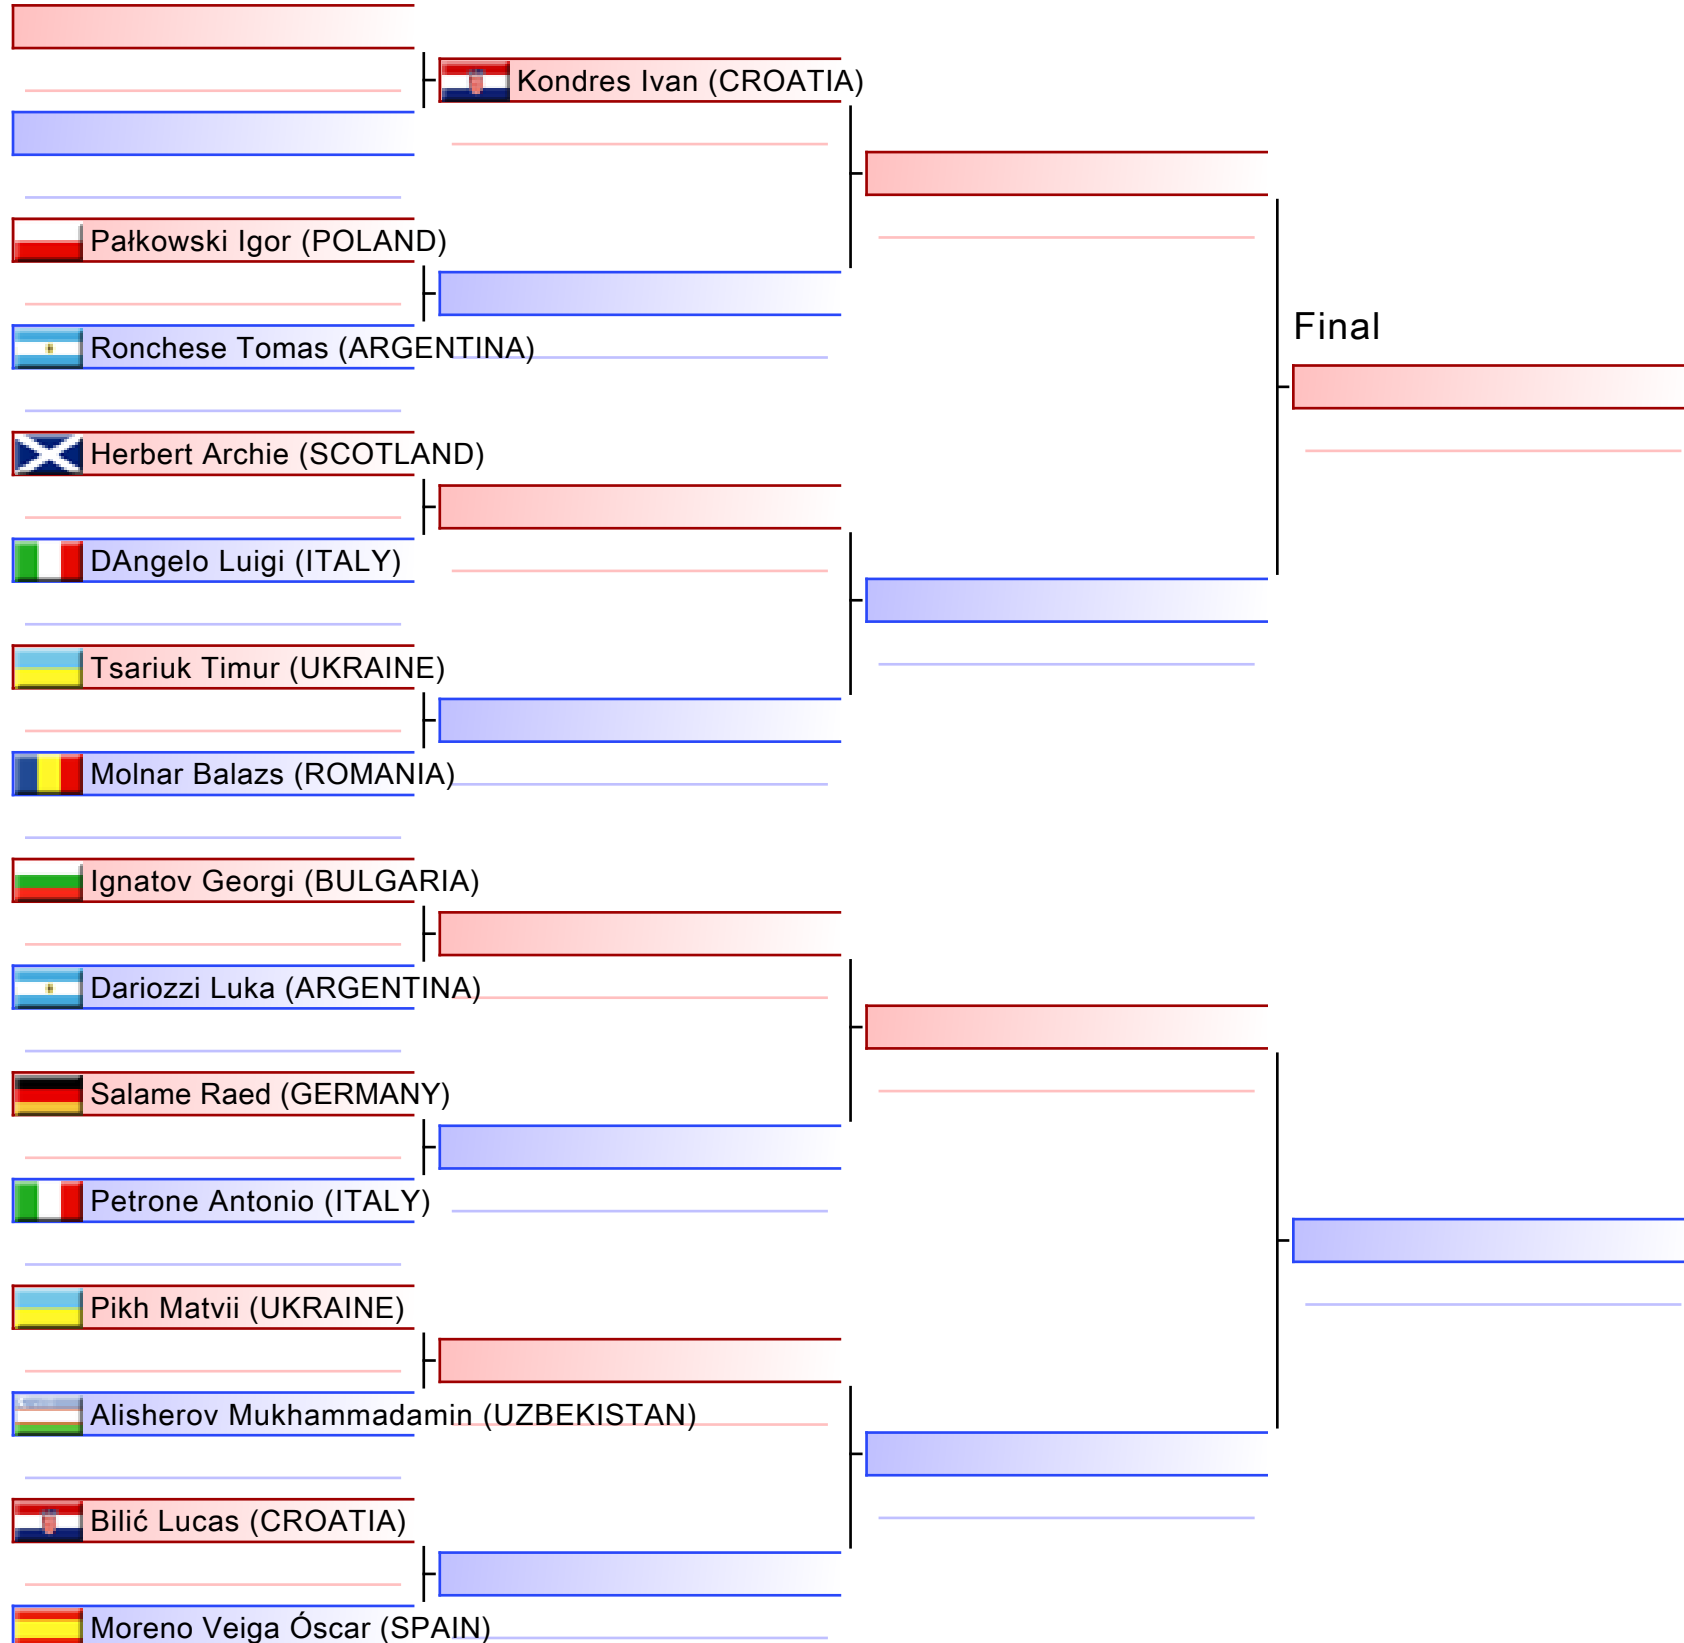 Kondres Ivan (CROATIA)
Pałkowski Igor (POLAND)
Ronchese Tomas (ARGENTINA)
Final
Herbert Archie (SCOTLAND)
DAngelo Luigi (ITALY)
Tsariuk Timur (UKRAINE)
Molnar Balazs (ROMANIA)
Ignatov Georgi (BULGARIA)
Dariozzi Luka (ARGENTINA)
Salame Raed (GERMANY)
Petrone Antonio (ITALY)
Pikh Matvii (UKRAINE)
Alisherov Mukhammadamin (UZBEKISTAN)
Bilić Lucas (CROATIA)
Moreno Veiga Óscar (SPAIN)